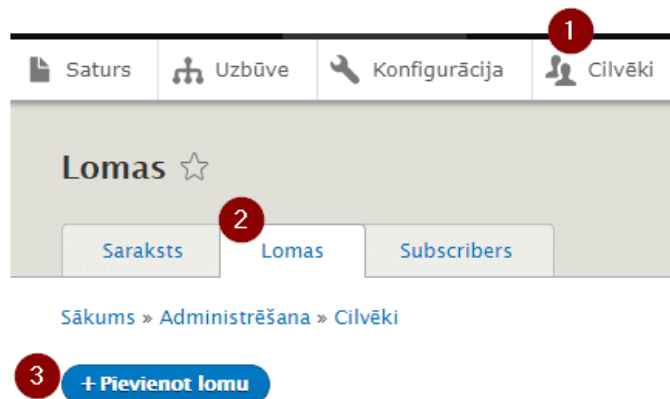 1
Saturs Uzbūve Konfigurācija Cilvēki
Lomas
2
Saraksts Lomas Subscribers
Sākums » Administrēšana » Cilvēki
3 +Pievienot lomu